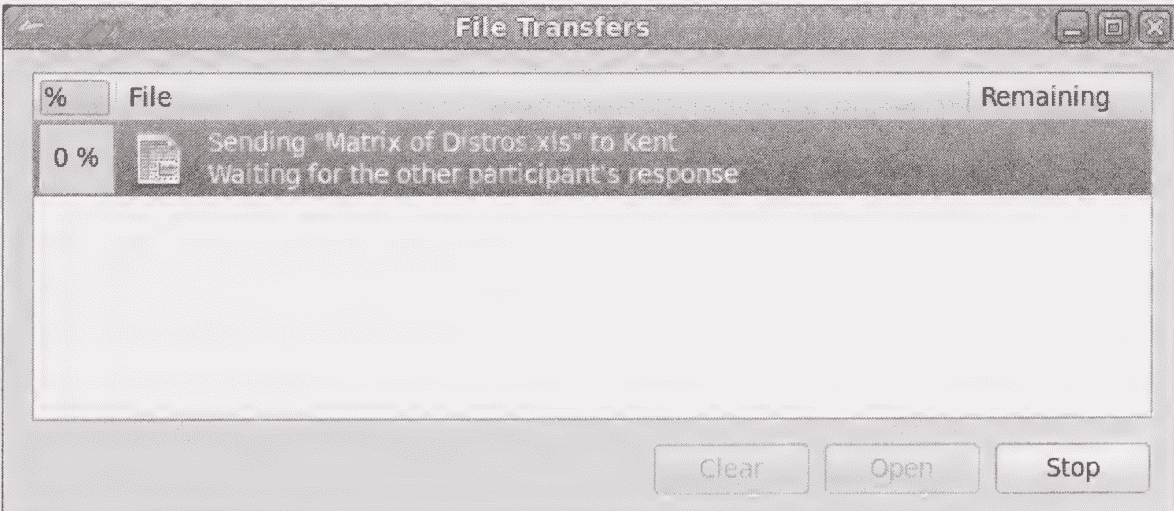 File Transfers
% File Remaining
0 % Sending "Matrix of Distros.xls" to Kent
Waiting for the other participant's response
Clear Open Stop